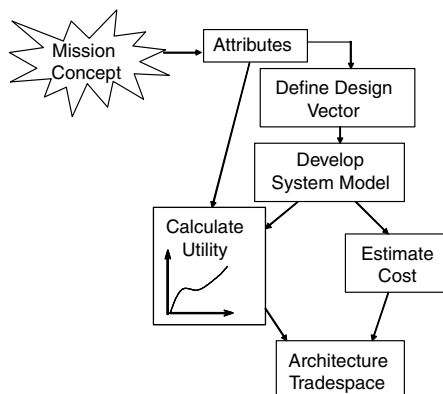 Mission
Concept
Attributes
Define Design
Vector
Develop
System Model
Calculate
Utility
Estimate
Cost
Architecture
Tradespace